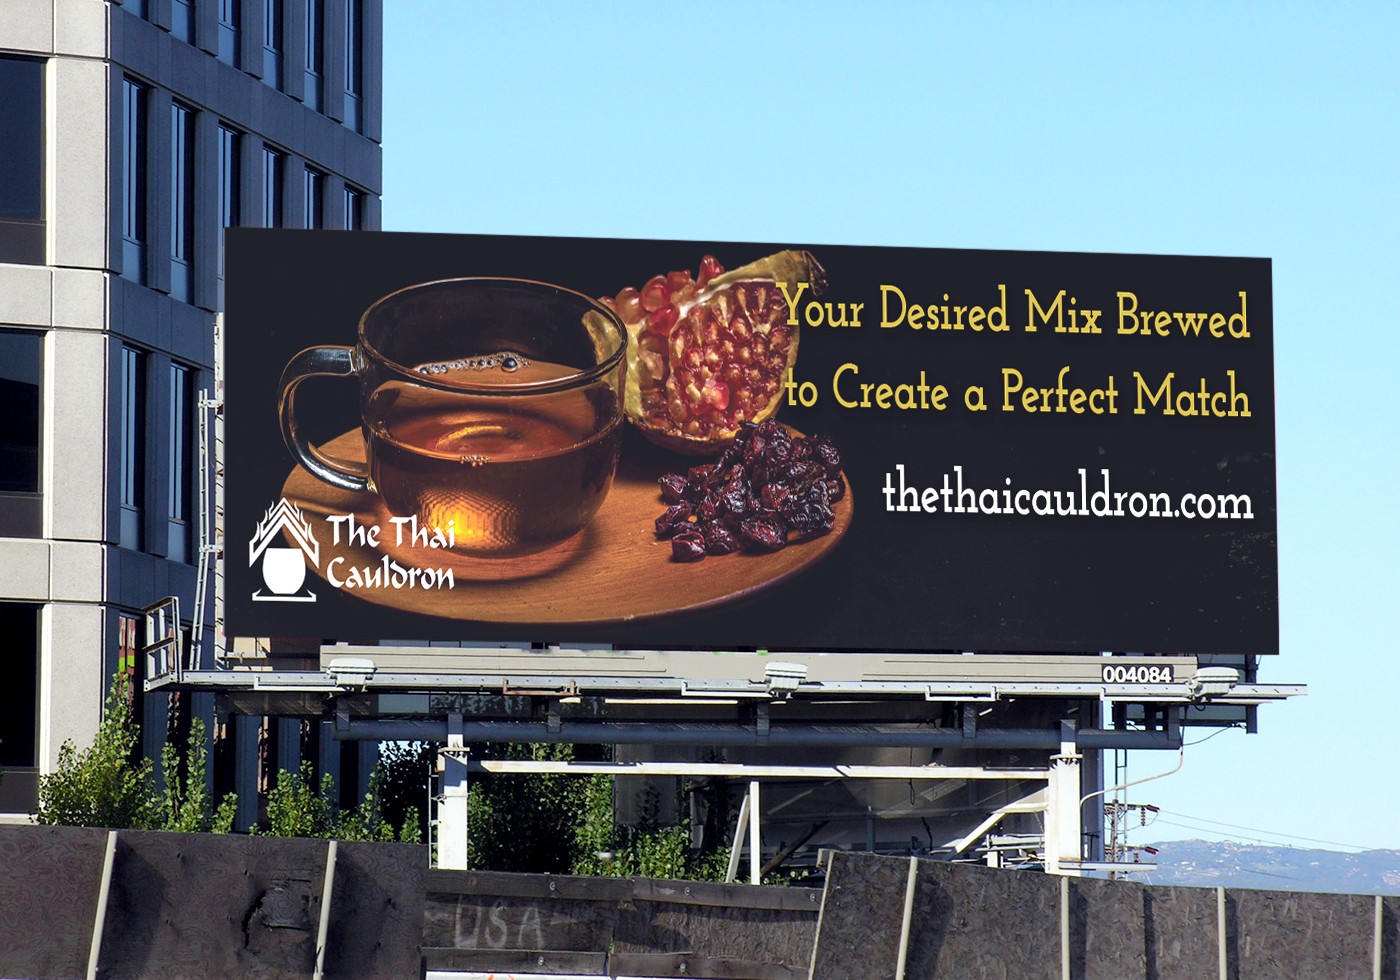 Your Desired Mix Brewed
to Create a Perfect Match
thethaicauldron.com
The Thai
Cauldron
004084
USA